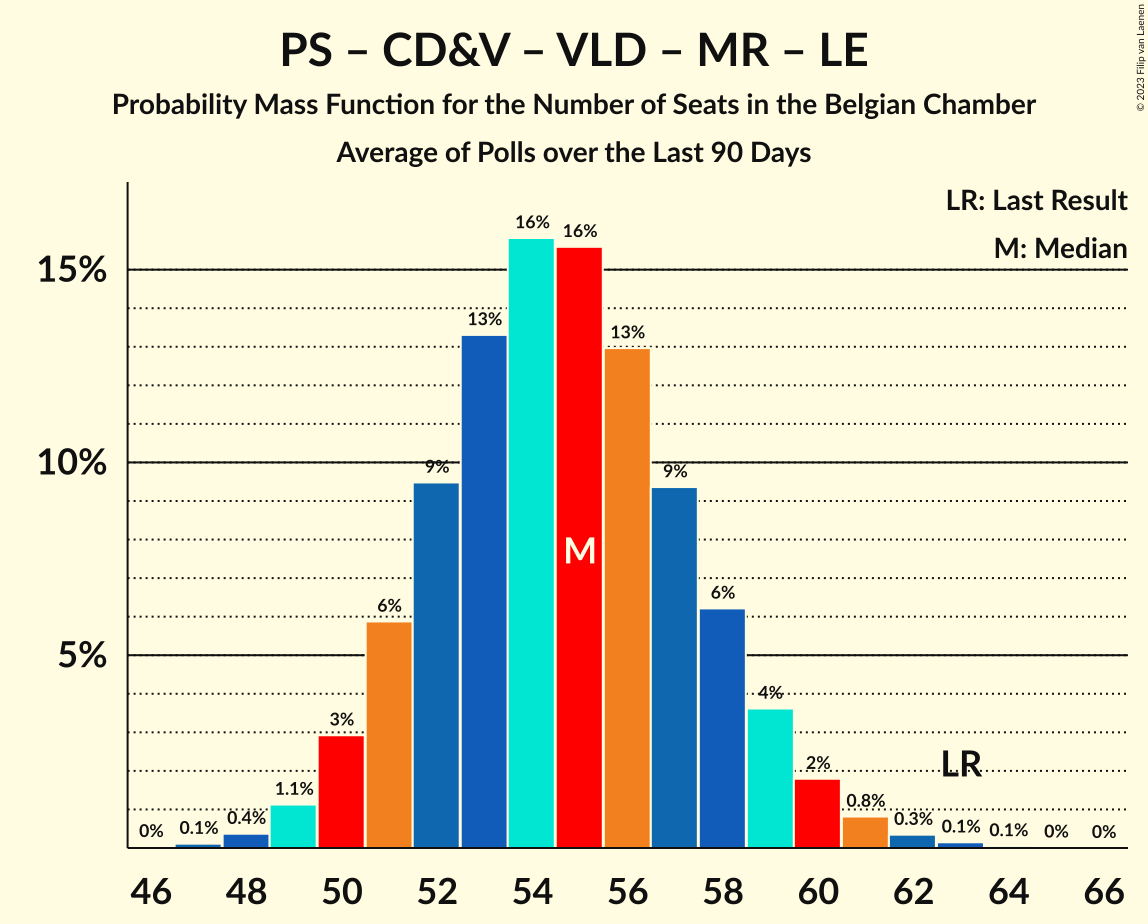 PS – CD&V – VLD – MR – LE
Probability Mass Function for the Number of Seats in the Belgian Chamber
Average of Polls over the Last 90 Days
© 2023 Filip van Laenen
LR: Last Result
M: Median
15%
10%
5%
0%
0.1%
0.4%
1.1%
3%
6%
9%
13%
16%
16%
13%
9%
6%
4%
2%
0.8%
0.3%
0.1%
0.1%
0%
0%
M
LR
46 48 50 52 54 56 58 60 62 64 66